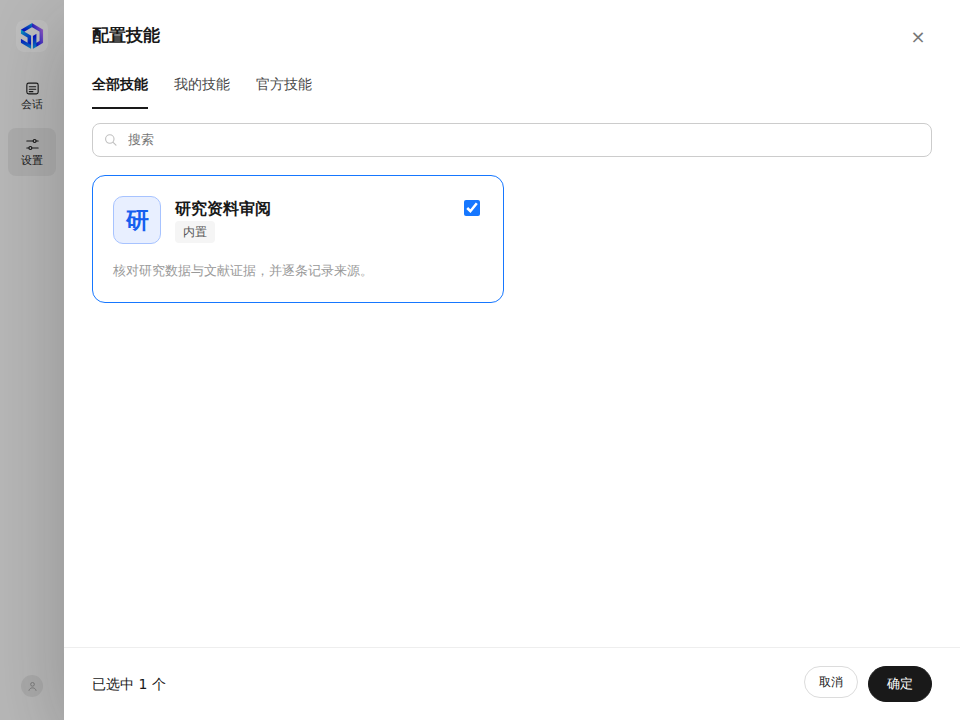 会话
设置
配置技能
全部技能 我的技能 官方技能
搜索
研
研究资料审阅
内置
核对研究数据与文献证据，并逐条记录来源。
已选中 1 个
取消
确定